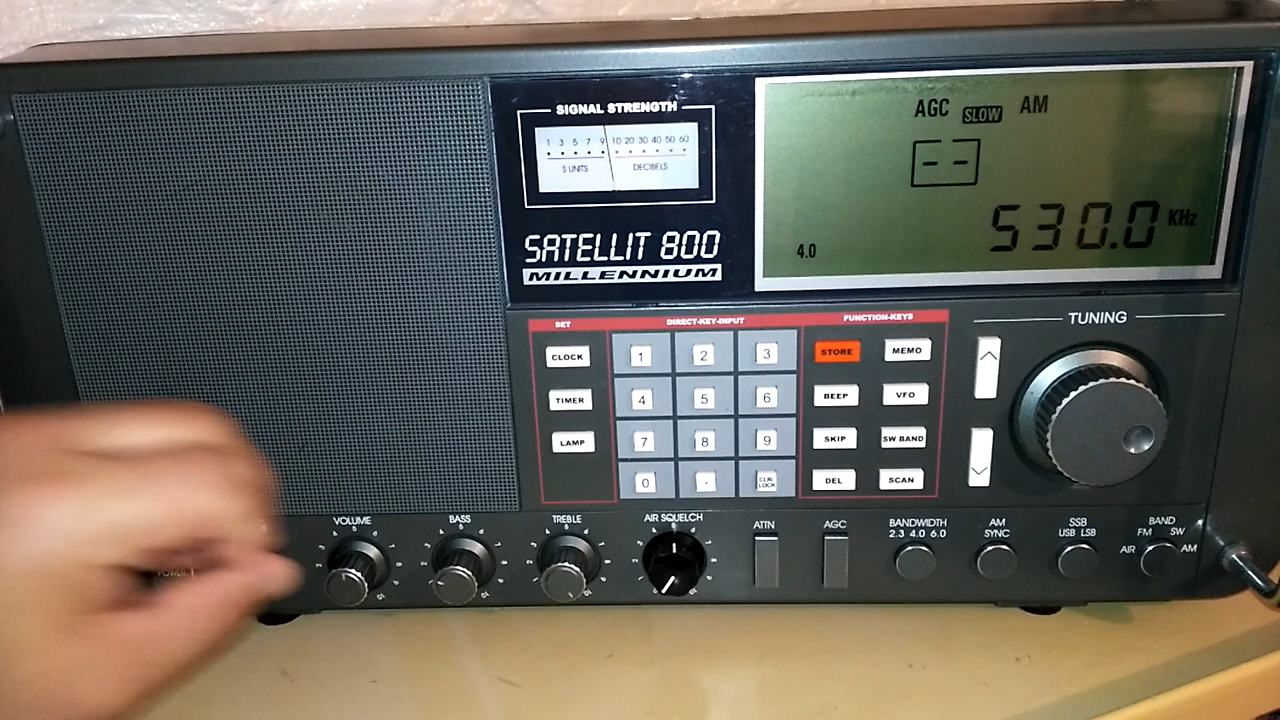 SIGNAL STRENGTH
1 3 5 7 9 10 20 30 40 50 60
S UNITS DECIBELS
SATELLIT 800
MILLENNIUM
AGC SLOW AM
--
530.0 KHz
4.0
SET DIRECT-KEY-INPUT FUNCTION-KEYS
CLOCK 1 2 3 STORE MEMO
TIMER 4 5 6 BEEP VFO
LAMP 7 8 9 SKIP SW BAND
0 . CLR/LOCK DEL SCAN
TUNING
POWER
VOLUME
BASS
TREBLE
AIR SQUELCH
ATTN
AGC
BANDWIDTH
2.3 4.0 6.0
AM
SYNC
SSB
USB LSB
BAND
FM SW
AIR AM